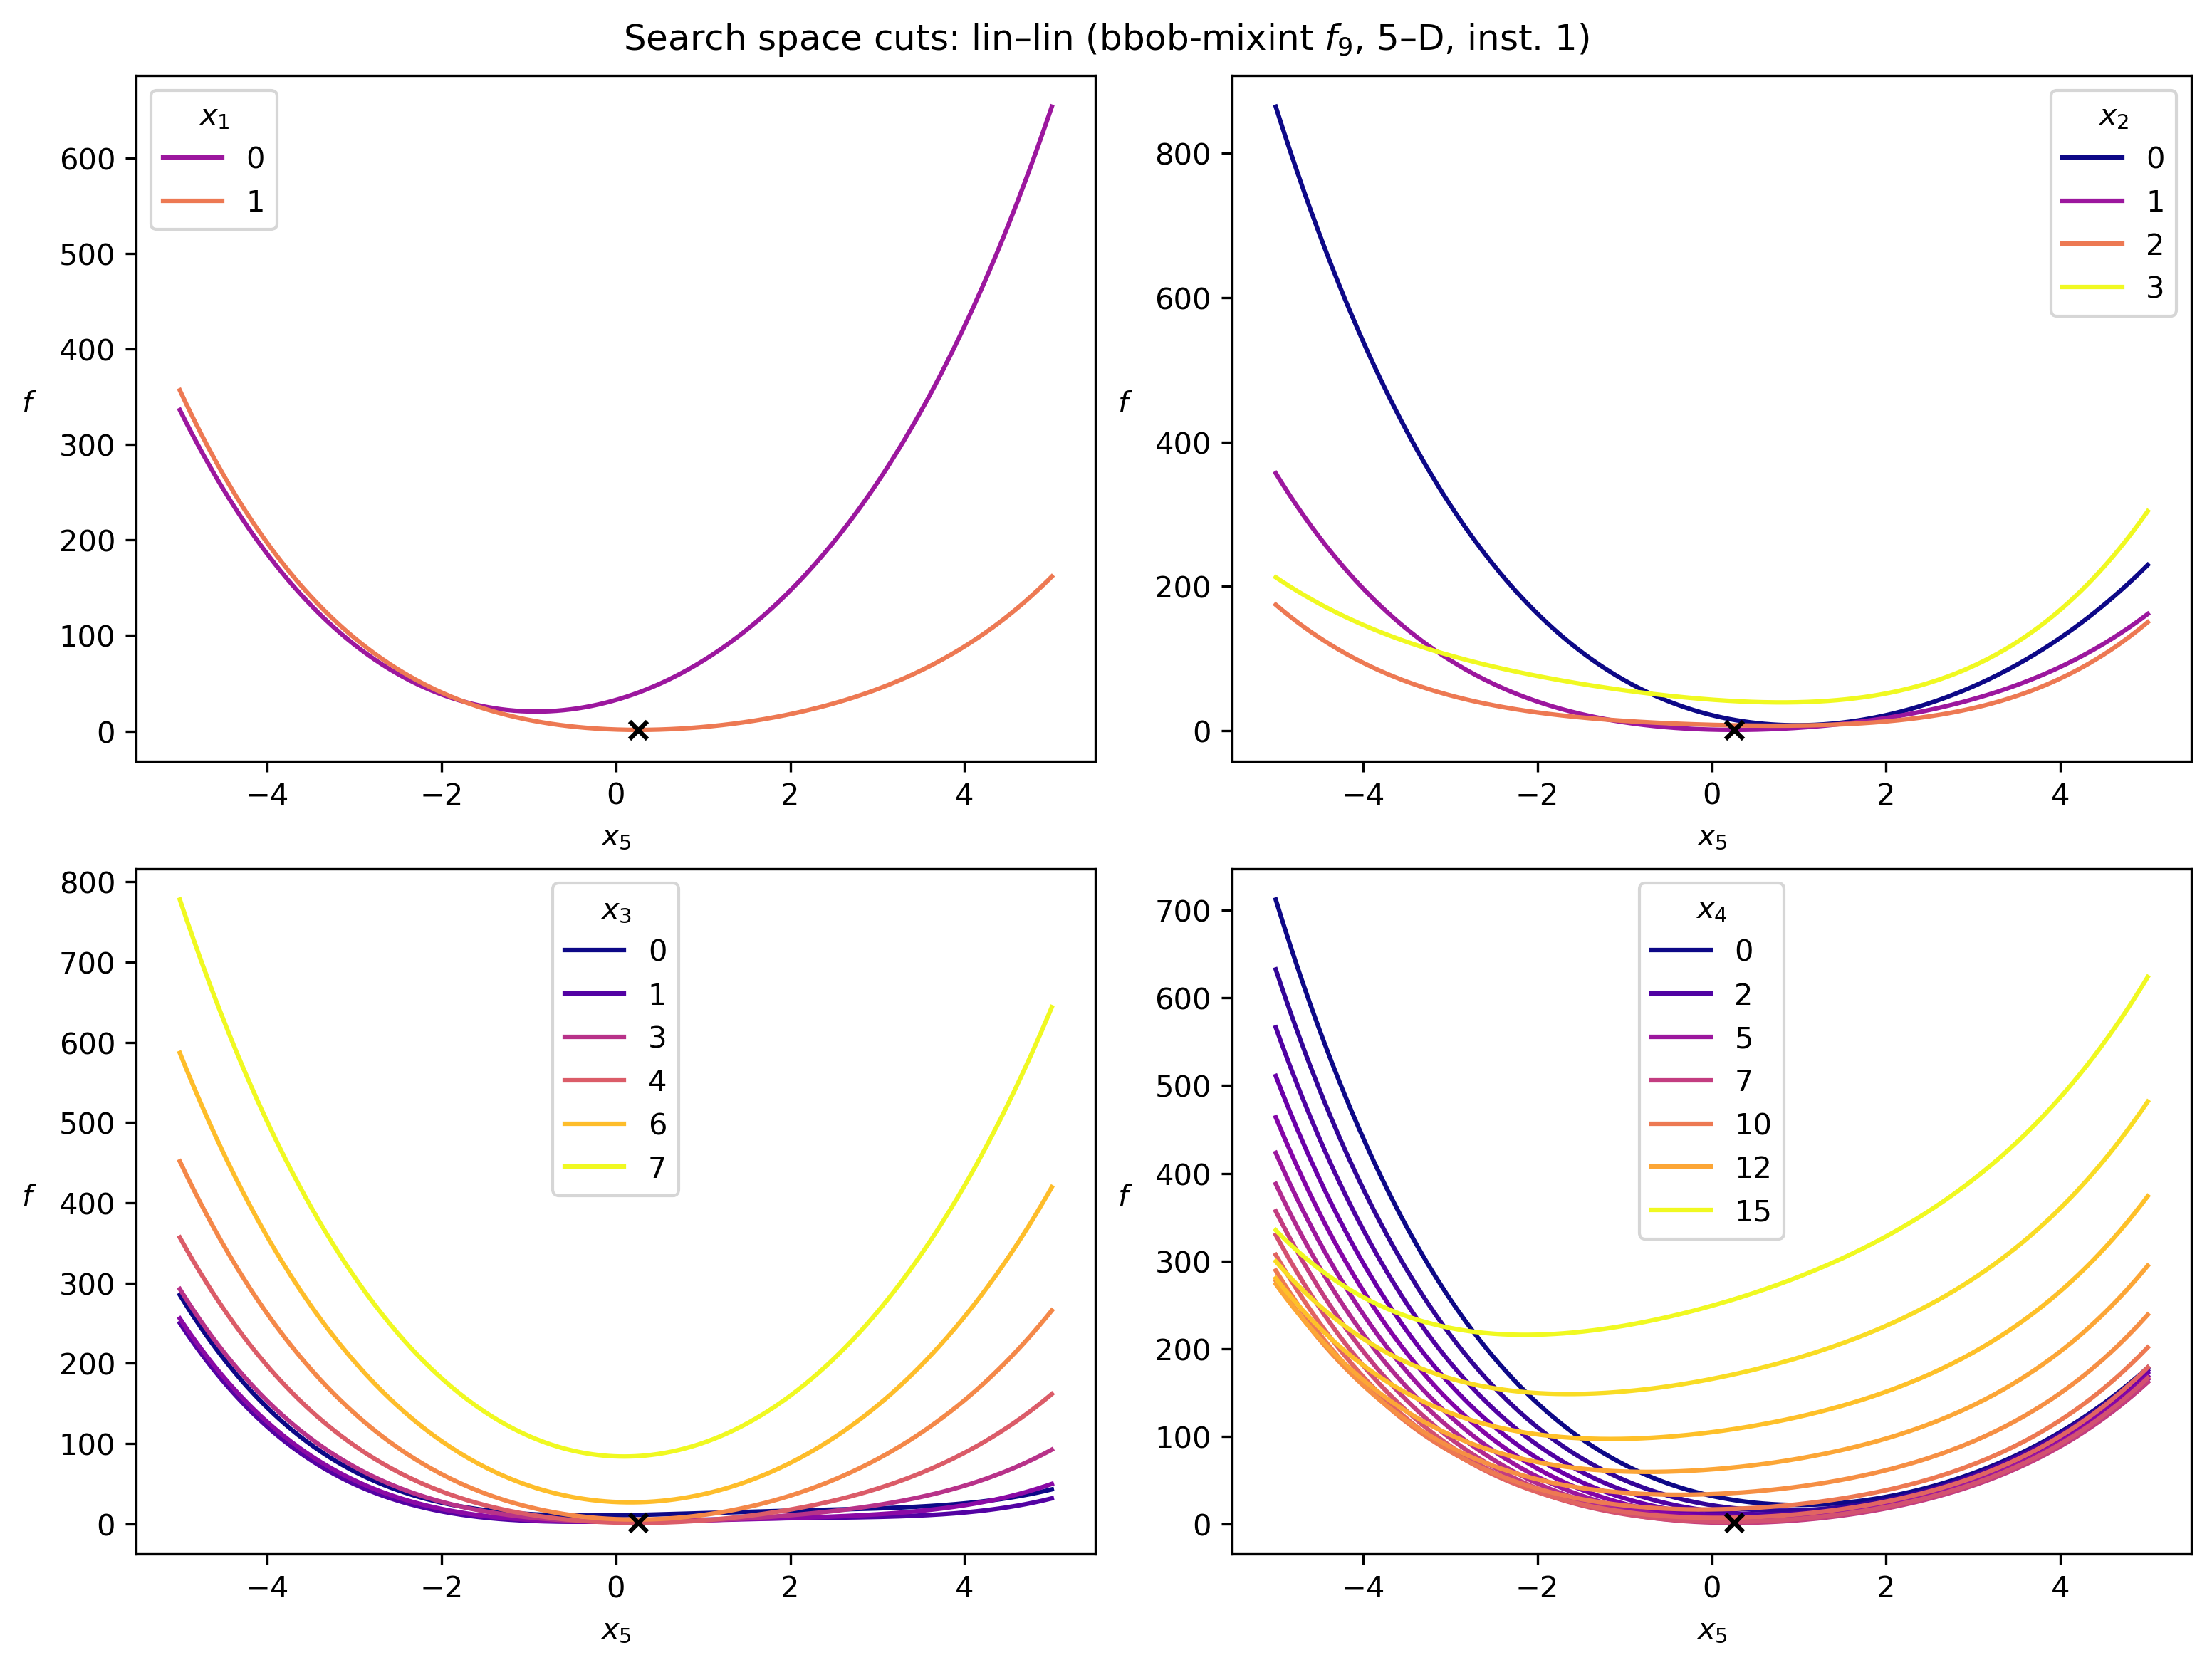 Search space cuts: lin–lin (bbob-mixint f₉, 5–D, inst. 1)
x₁
0
1
600
500
400
300
200
100
0
f
−4 −2 0 2 4
x₅
x₂
0
1
2
3
800
600
400
200
0
f
−4 −2 0 2 4
x₅
x₃
0
1
3
4
6
7
800
700
600
500
400
300
200
100
0
f
−4 −2 0 2 4
x₅
x₄
0
2
5
7
10
12
15
700
600
500
400
300
200
100
0
f
−4 −2 0 2 4
x₅